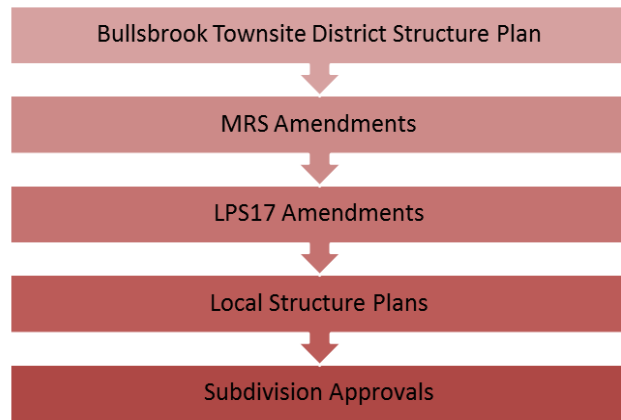 Bullsbrook Townsite District Structure Plan
MRS Amendments
LPS17 Amendments
Local Structure Plans
Subdivision Approvals